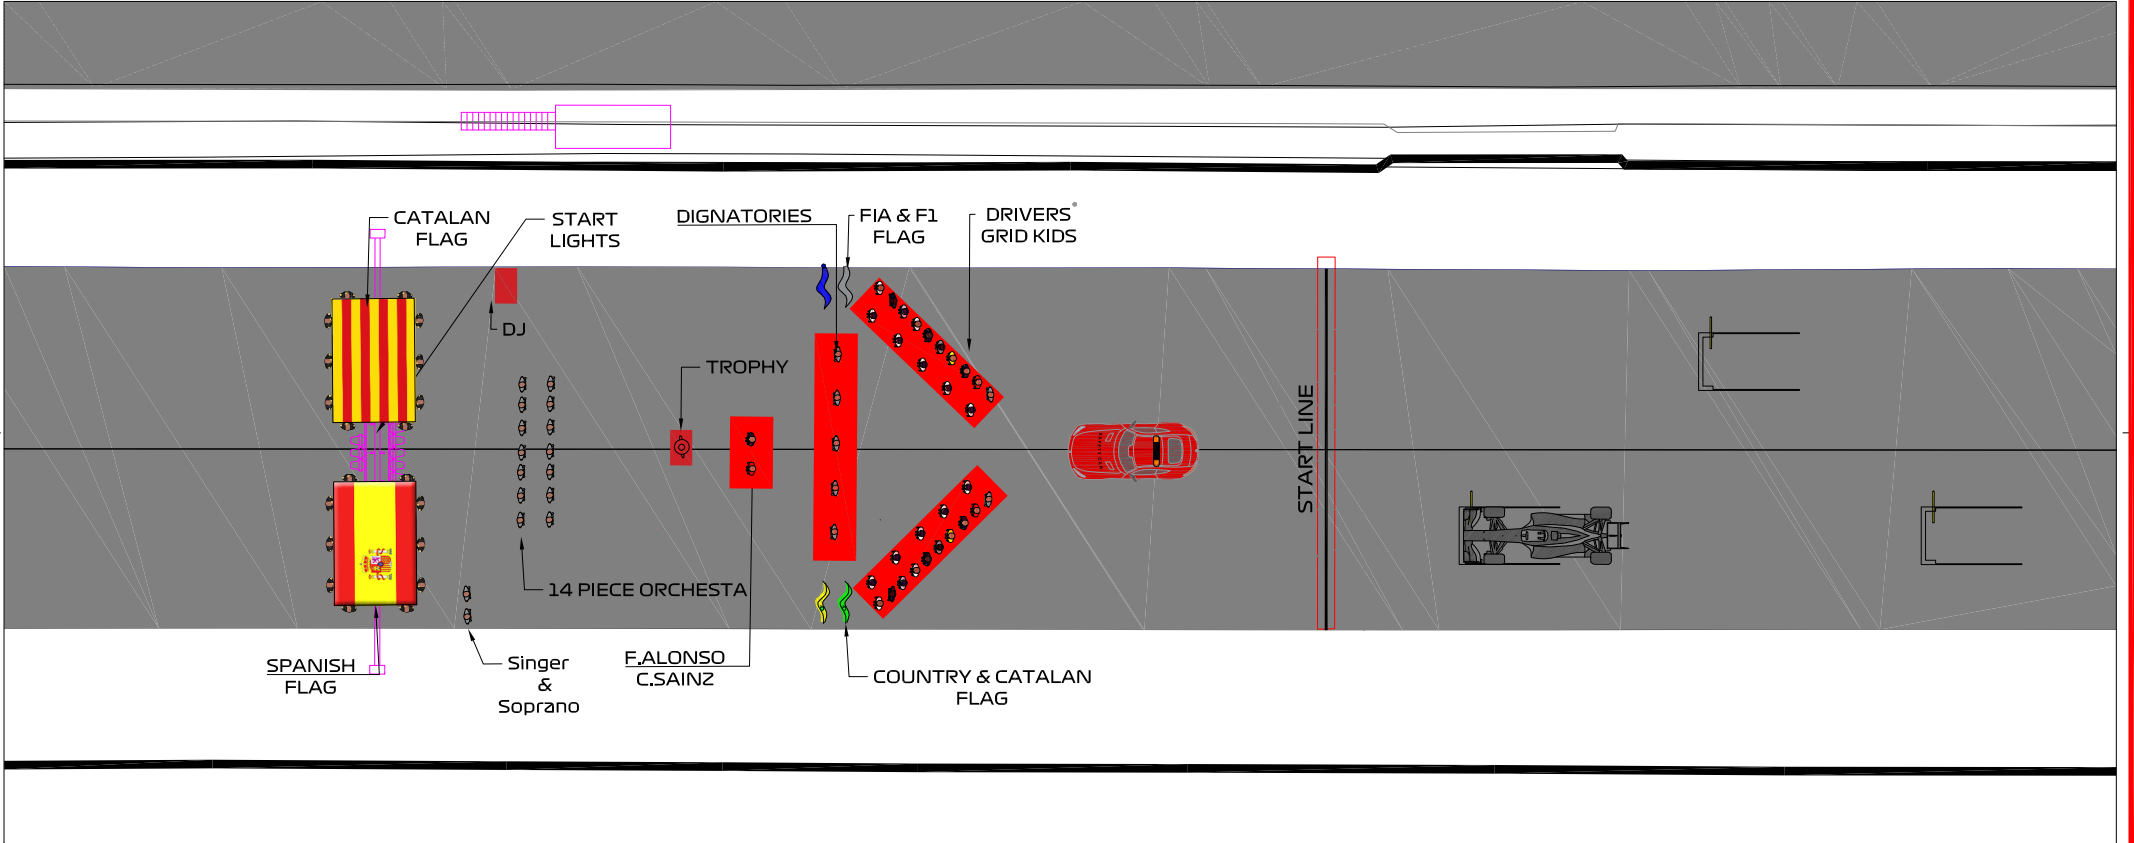 CATALAN
FLAG
START
LIGHTS
DIGNATORIES
FIA & F1
FLAG
DRIVERS
GRID KIDS
DJ
TROPHY
START LINE
14 PIECE ORCHESTA
SPANISH
FLAG
Singer
&
Soprano
F.ALONSO
C.SAINZ
COUNTRY & CATALAN
FLAG